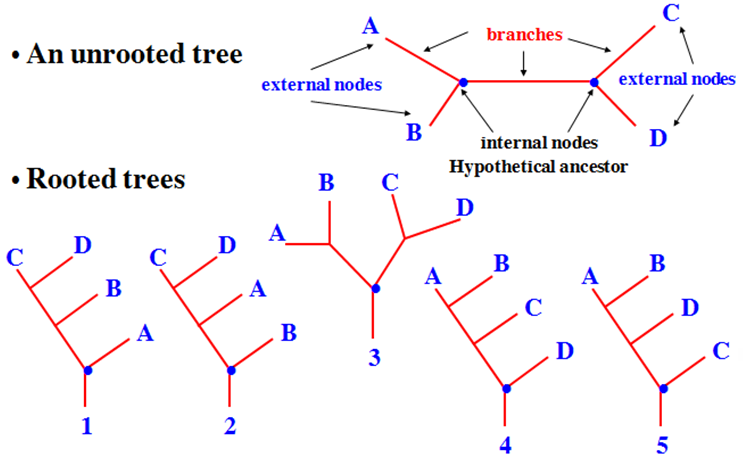 • An unrooted tree
A
branches
C
external nodes
external nodes
B
internal nodes
D
Hypothetical ancestor
• Rooted trees
C
D
B
A
1
C
D
A
B
2
A
B
C
D
3
A
B
C
D
4
A
B
D
C
5